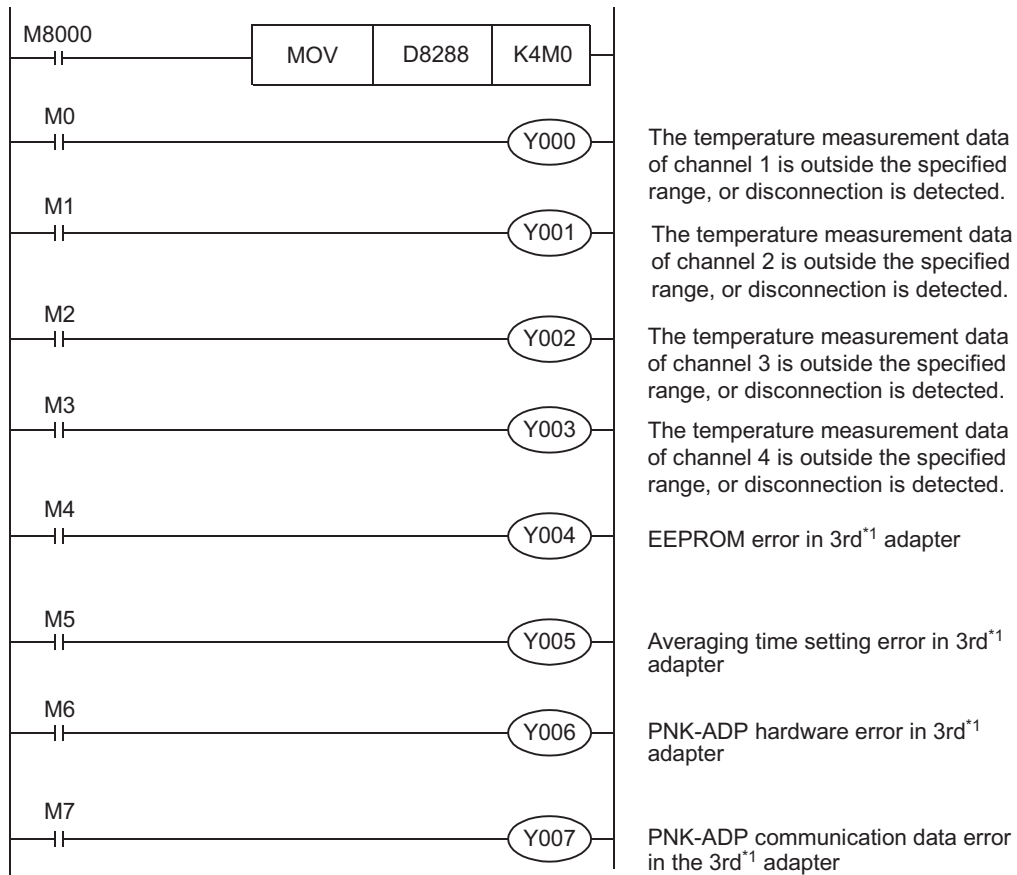 M8000
MOV D8288 K4M0
M0
Y000
The temperature measurement data
of channel 1 is outside the specified
range, or disconnection is detected.
M1
Y001
The temperature measurement data
of channel 2 is outside the specified
range, or disconnection is detected.
M2
Y002
The temperature measurement data
of channel 3 is outside the specified
range, or disconnection is detected.
M3
Y003
The temperature measurement data
of channel 4 is outside the specified
range, or disconnection is detected.
M4
Y004
EEPROM error in 3rd*1 adapter
M5
Y005
Averaging time setting error in 3rd*1
adapter
M6
Y006
PNK-ADP hardware error in 3rd*1
adapter
M7
Y007
PNK-ADP communication data error
in the 3rd*1 adapter